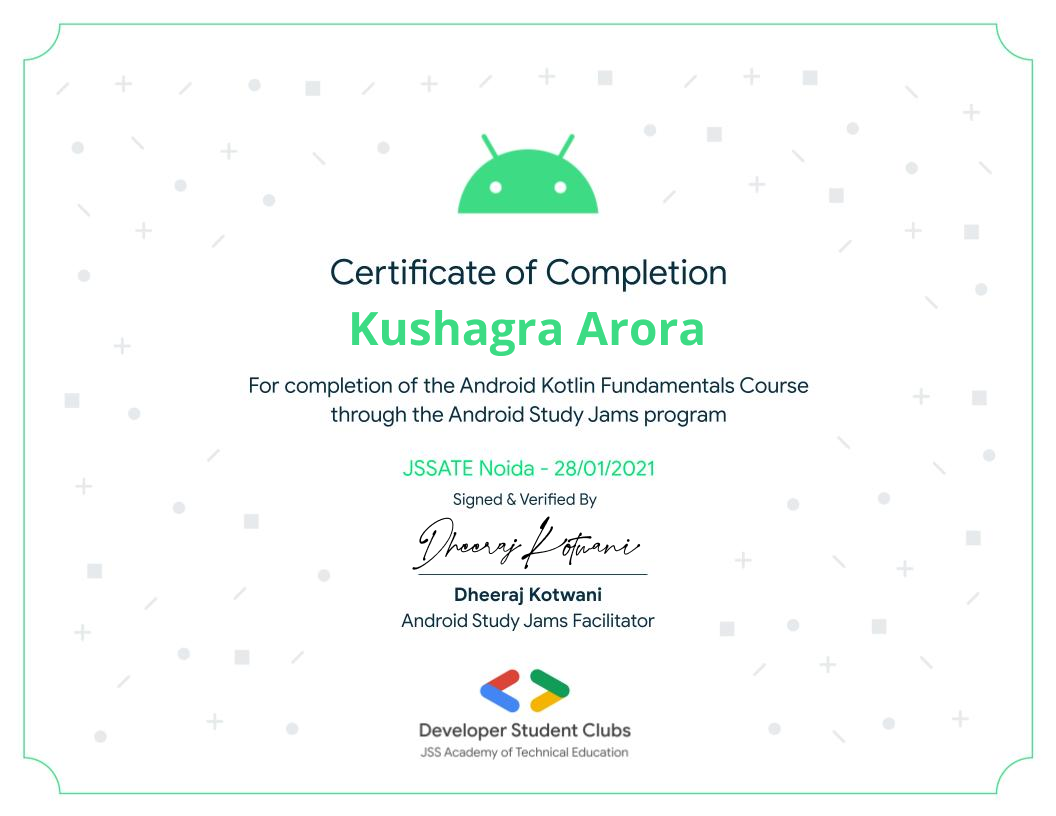 Certificate of Completion
Kushagra Arora
For completion of the Android Kotlin Fundamentals Course
through the Android Study Jams program
JSSATE Noida - 28/01/2021
Signed & Verified By
Dheeraj Kotwani
Dheeraj Kotwani
Android Study Jams Facilitator
Developer Student Clubs
JSS Academy of Technical Education